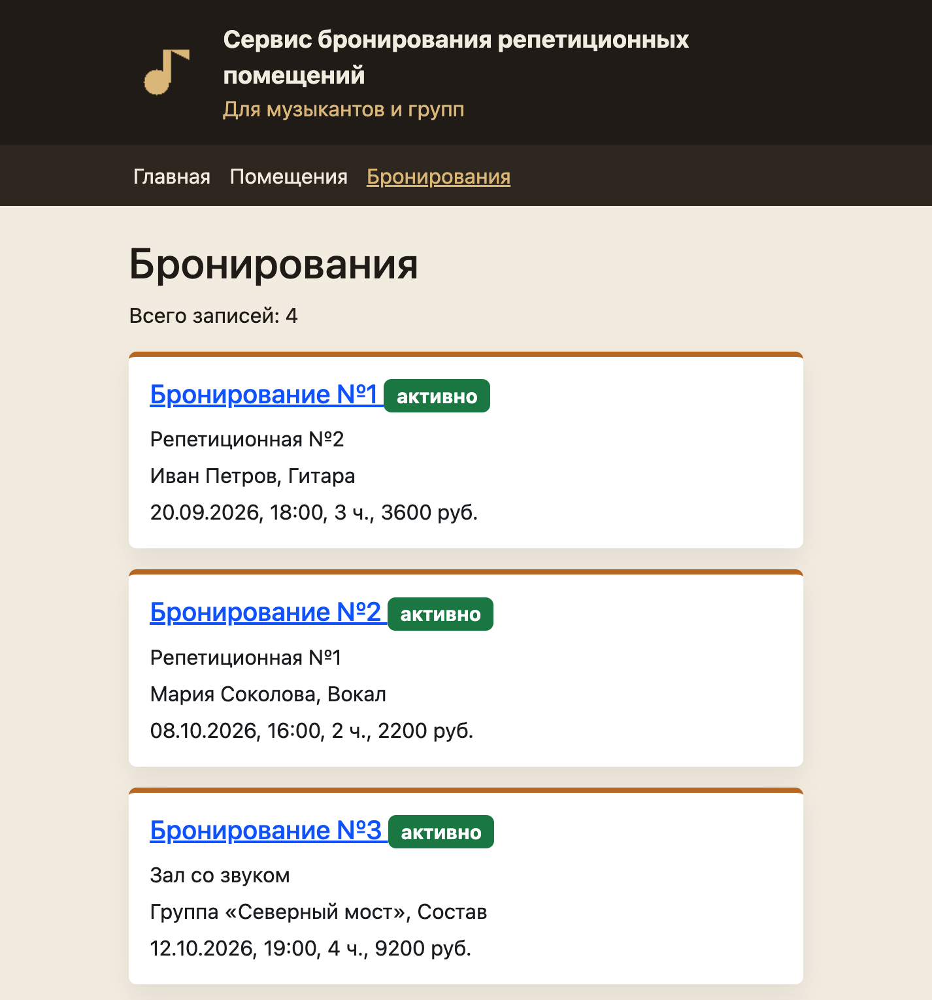 Сервис бронирования репетиционных
помещений
Для музыкантов и групп
Главная Помещения Бронирования
Бронирования
Всего записей: 4
Бронирование №1 активно
Репетиционная №2
Иван Петров, Гитара
20.09.2026, 18:00, 3 ч., 3600 руб.
Бронирование №2 активно
Репетиционная №1
Мария Соколова, Вокал
08.10.2026, 16:00, 2 ч., 2200 руб.
Бронирование №3 активно
Зал со звуком
Группа «Северный мост», Состав
12.10.2026, 19:00, 4 ч., 9200 руб.